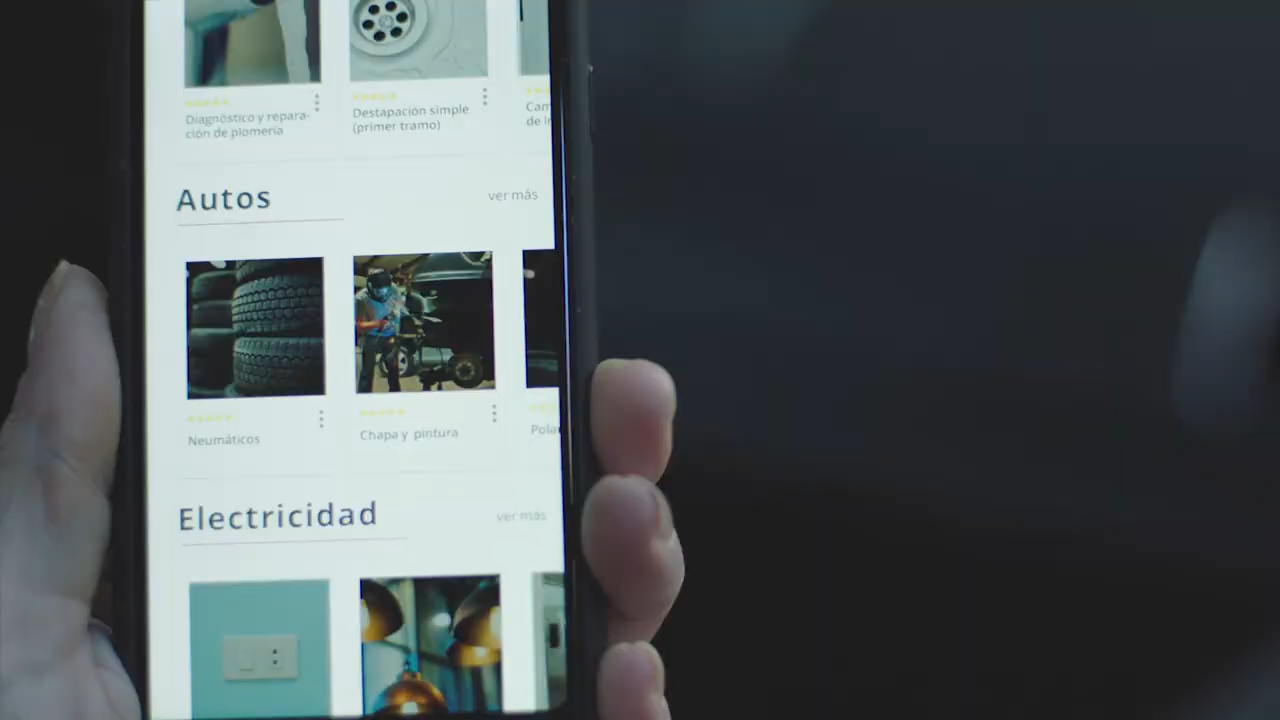 Diagnóstico y repara-
ción de plomería
Destapación simple
(primer tramo)
Autos
ver más
Neumáticos
Chapa y pintura
Electricidad
ver más